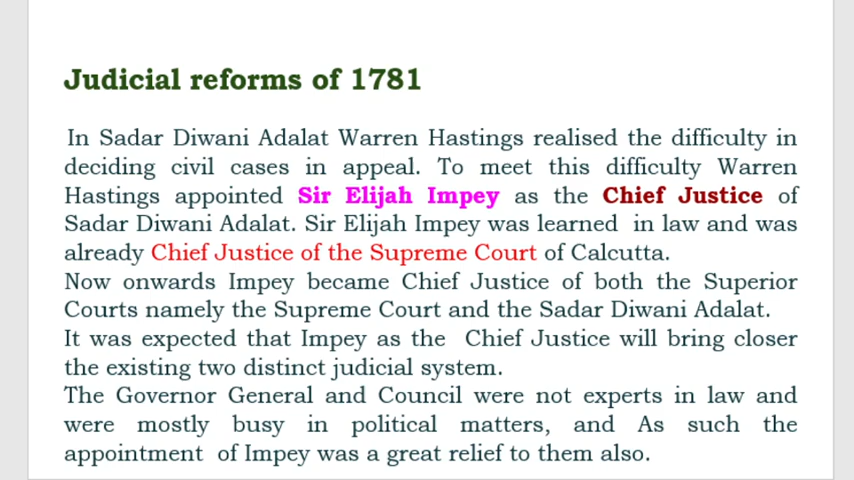 Judicial reforms of 1781
In Sadar Diwani Adalat Warren Hastings realised the difficulty in
deciding civil cases in appeal. To meet this difficulty Warren
Hastings appointed Sir Elijah Impey as the Chief Justice of
Sadar Diwani Adalat. Sir Elijah Impey was learned in law and was
already Chief Justice of the Supreme Court of Calcutta.
Now onwards Impey became Chief Justice of both the Superior
Courts namely the Supreme Court and the Sadar Diwani Adalat.
It was expected that Impey as the Chief Justice will bring closer
the existing two distinct judicial system.
The Governor General and Council were not experts in law and
were mostly busy in political matters, and As such the
appointment of Impey was a great relief to them also.